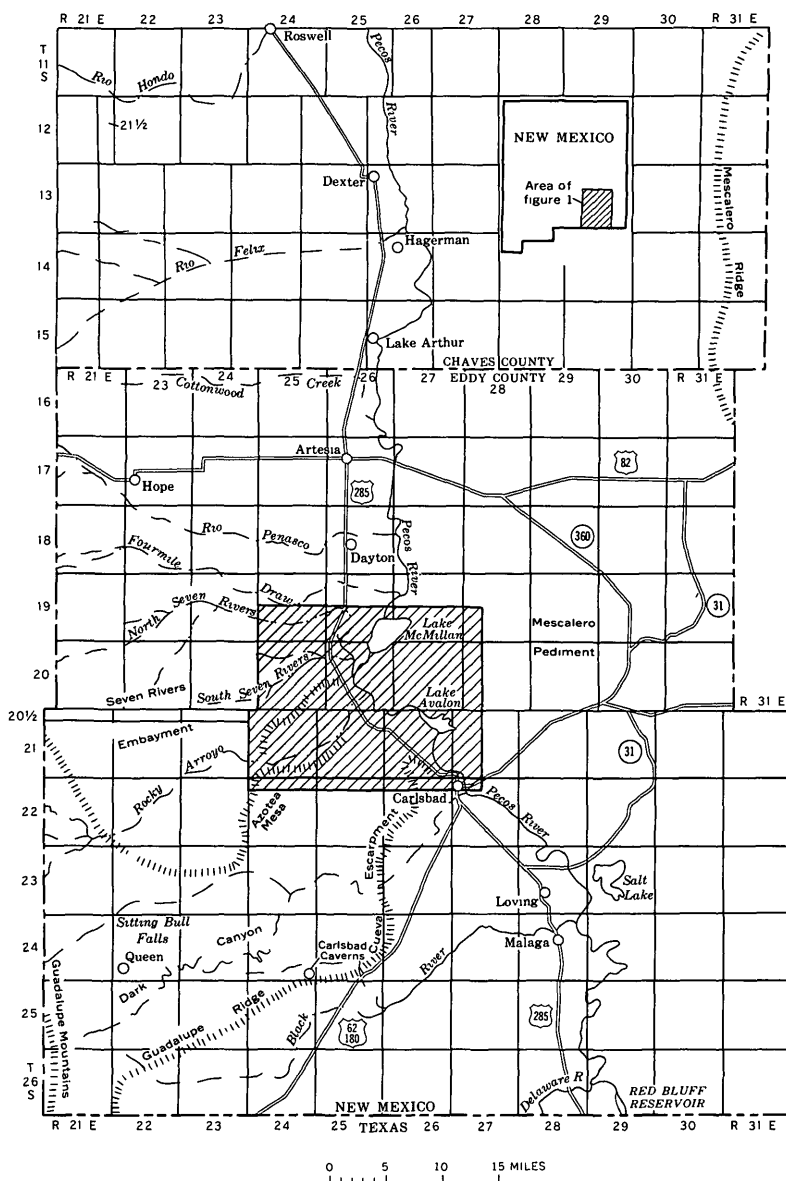 R 21 E 22 23 24 25 26 27 28 29 30 R 31 E
T
11
S
Roswell
Pecos
River
Rio Hondo
12
21½
NEW MEXICO
Area of
figure 1
Mescalero
Ridge
13
Dexter
Hagerman
14
Rio Felix
15
Lake Arthur
CHAVES COUNTY
EDDY COUNTY
R 21 E 23 24 25 26 27 28 29 30 R 31 E
Cottonwood Creek
16
Artesia
17
Hope
285
82
18
Rio Penasco
Fourmile
Draw
Dayton
Pecos
River
360
19
North Seven Rivers
Lake
McMillan
Mescalero
Pediment
31
20
Seven Rivers
South Seven Rivers
Lake
Avalon
R 31 E
20½
Embayment
21
Rocky Arroyo
31
22
Azotea
Mesa
Carlsbad
Pecos River
23
Escarpment
Cueva
Loving
Salt
Lake
24
Sitting Bull
Falls
Queen
Dark Canyon
Carlsbad
Caverns
Malaga
25
Guadalupe Mountains
Guadalupe Ridge
Black River
62
180
285
T
26
S
Delaware R
RED BLUFF
RESERVOIR
NEW MEXICO
TEXAS
R 21 E 22 23 24 25 26 27 28 29 30 R 31 E
0 5 10 15 MILES